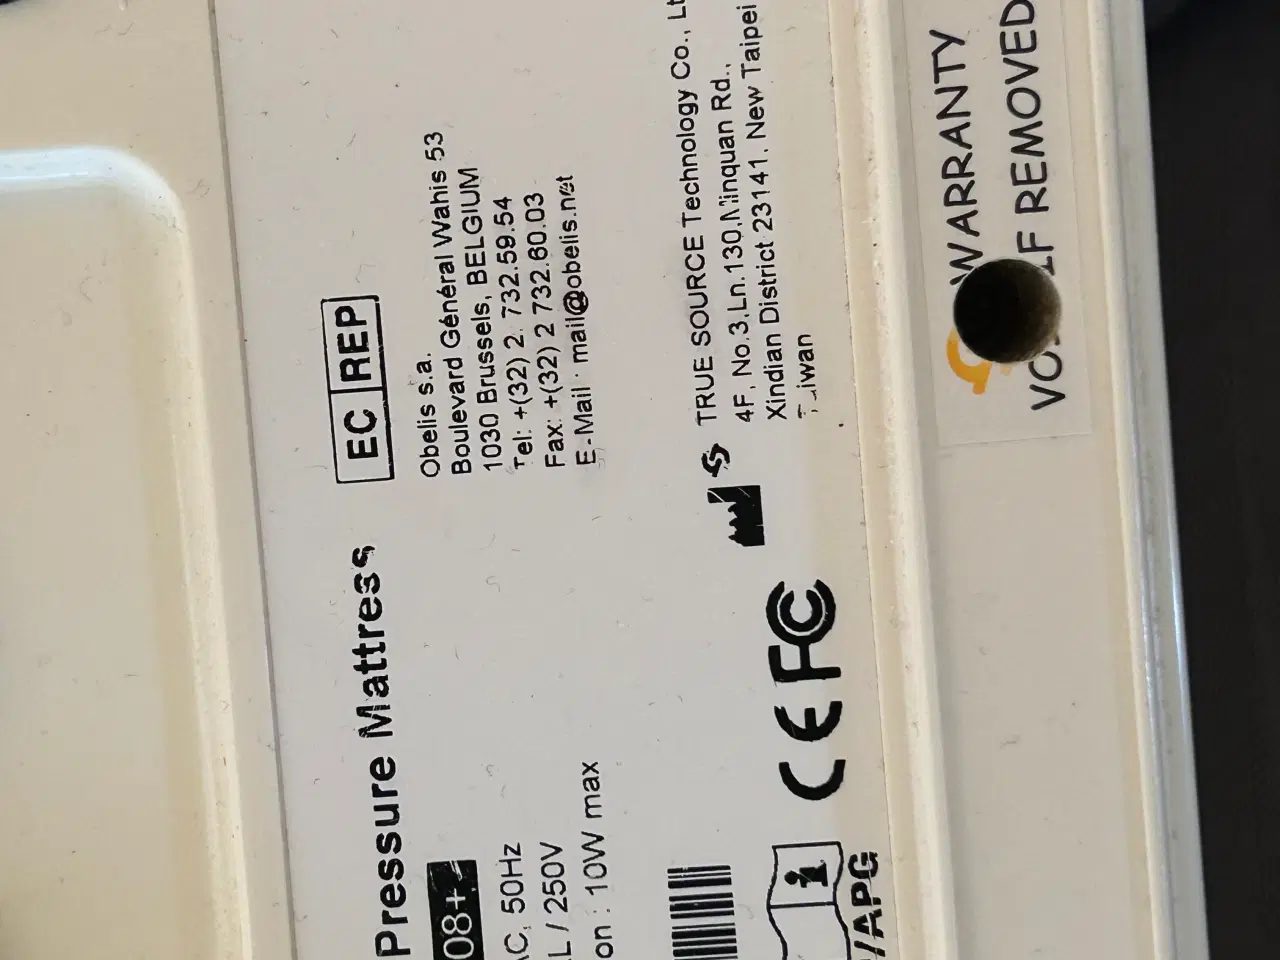 Pressure Mattress
08+
AC, 50Hz
AL / 250V
on : 10W max
EC REP
Obelis s.a.
Boulevard Général Wahis 53
1030 Brussels, BELGIUM
Tel: +(32) 2. 732.59.54
Fax: +(32) 2 732.60.03
E-Mail : mail@obelis.net
TRUE SOURCE Technology Co., Lt
4F, No.3,Ln.130,Minquan Rd.,
Xindian District 23141, New Taipei
Taiwan
CE FC
/APG
WARRANTY
IF REMOVED